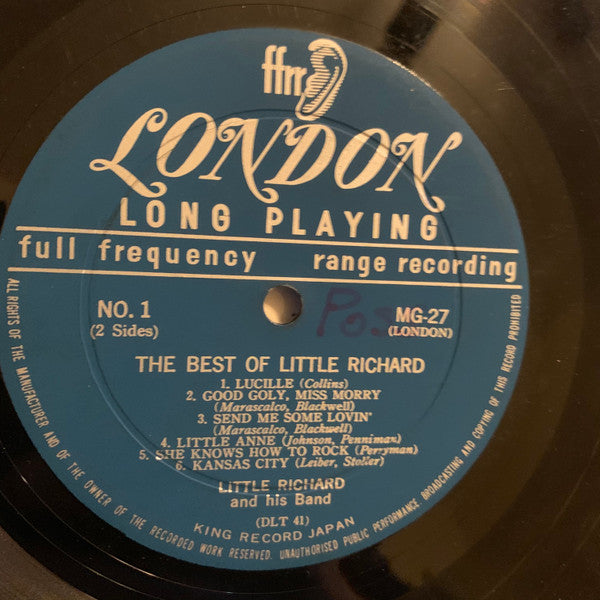 ffrr
LONDON
LONG PLAYING
full frequency range recording
NO. 1
(2 Sides)
Pos
MG-27
(LONDON)
THE BEST OF LITTLE RICHARD
1. LUCILLE (Collins)
2. GOOD GOLY, MISS MORRY
(Marascalco, Blackwell)
3. SEND ME SOME LOVIN'
(Marascalco, Blackwell)
4. LITTLE ANNE (Johnson, Penniman)
5. SHE KNOWS HOW TO ROCK (Perryman)
6. KANSAS CITY (Leiber, Stoller)
LITTLE RICHARD
and his Band
(DLT 41)
KING RECORD JAPAN
ALL RIGHTS OF THE MANUFACTURER AND OF THE OWNER OF THE RECORDED WORK RESERVED. UNAUTHORISED PUBLIC PERFORMANCE, BROADCASTING AND COPYING OF THIS RECORD PROHIBITED